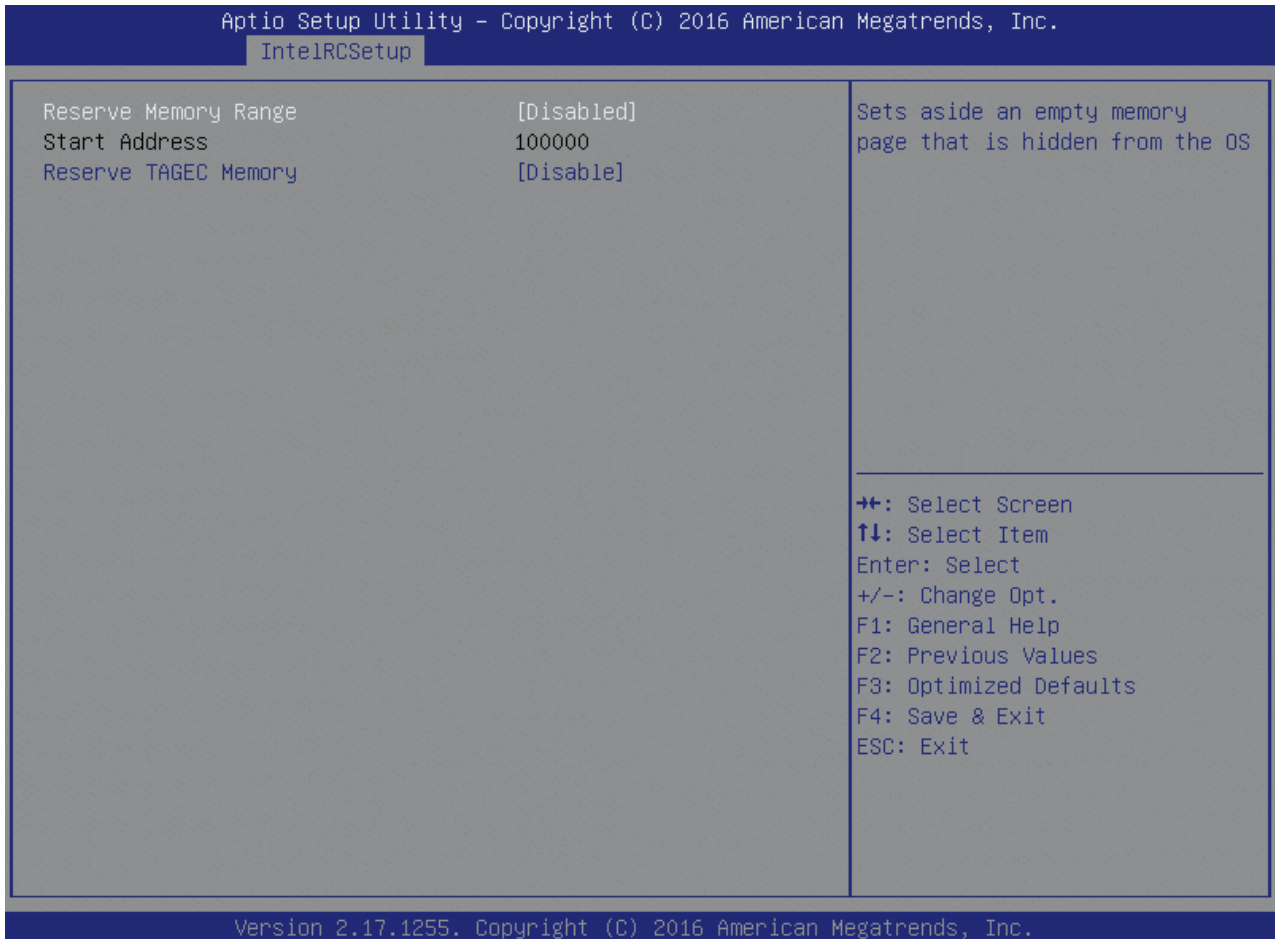 Aptio Setup Utility – Copyright (C) 2016 American Megatrends, Inc.
IntelRCSetup
Reserve Memory Range [Disabled]
Start Address 100000
Reserve TAGEC Memory [Disable]
Sets aside an empty memory
page that is hidden from the OS
→←: Select Screen
↑↓: Select Item
Enter: Select
+/-: Change Opt.
F1: General Help
F2: Previous Values
F3: Optimized Defaults
F4: Save & Exit
ESC: Exit
Version 2.17.1255. Copyright (C) 2016 American Megatrends, Inc.